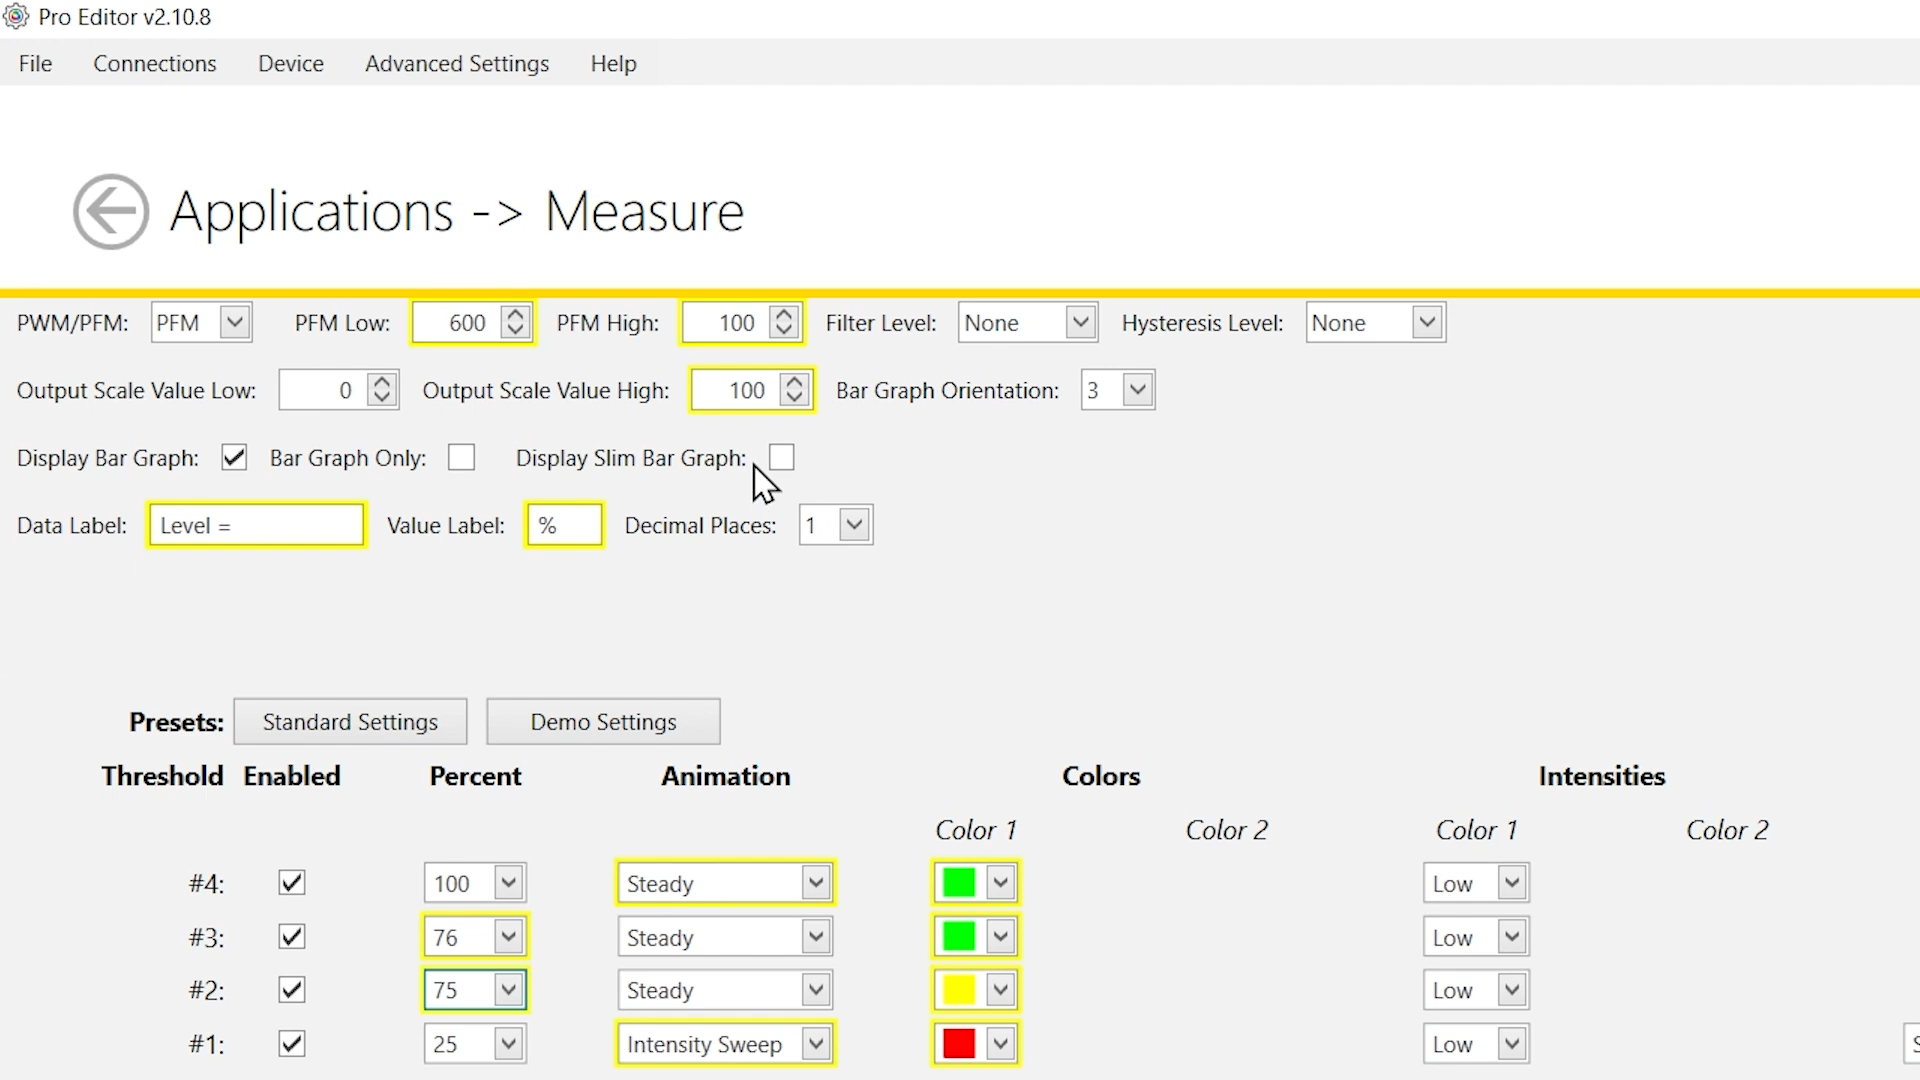 Pro Editor v2.10.8
File Connections Device Advanced Settings Help
Applications -> Measure
PWM/PFM: PFM PFM Low: 600 PFM High: 100 Filter Level: None Hysteresis Level: None
Output Scale Value Low: 0 Output Scale Value High: 100 Bar Graph Orientation: 3
Display Bar Graph: Bar Graph Only: Display Slim Bar Graph:
Data Label: Level = Value Label: % Decimal Places: 1
Presets: Standard Settings Demo Settings
Threshold Enabled Percent Animation Colors Intensities
Color 1 Color 2 Color 1 Color 2
#4: 100 Steady Low
#3: 76 Steady Low
#2: 75 Steady Low
#1: 25 Intensity Sweep Low